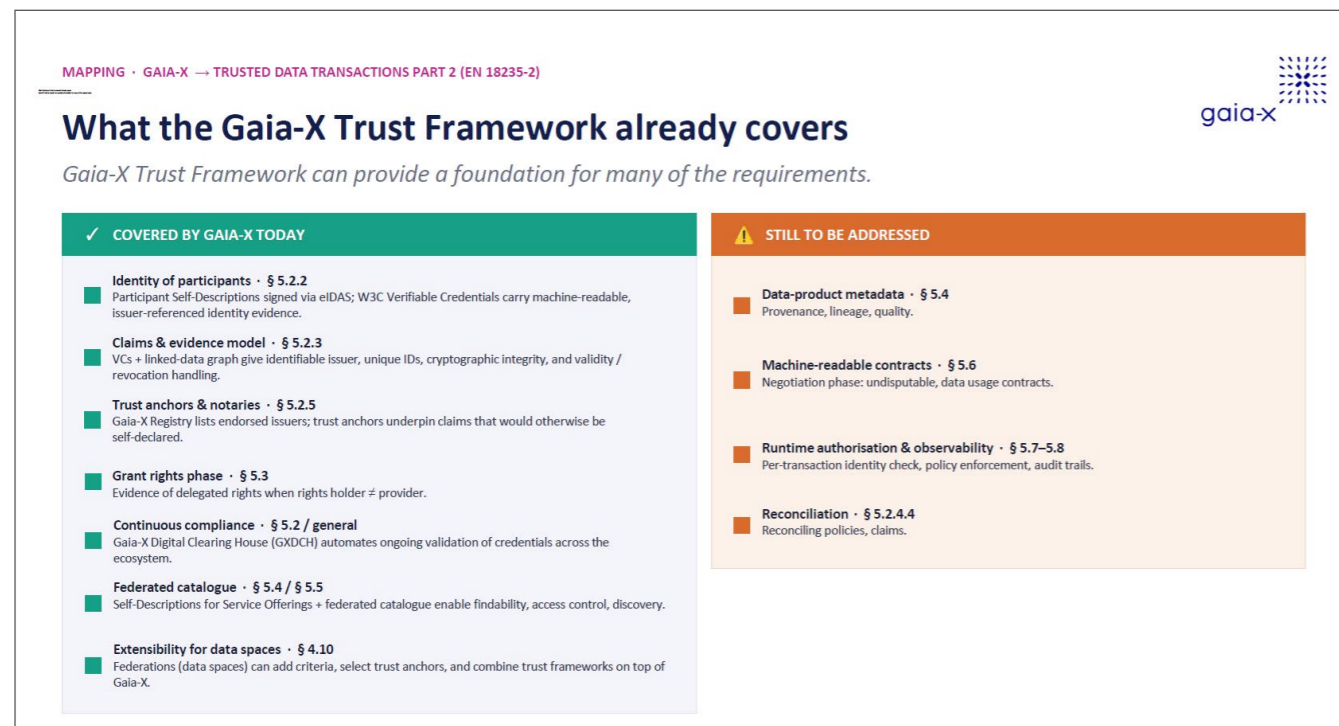 MAPPING · GAIA-X → TRUSTED DATA TRANSACTIONS PART 2 (EN 18235-2)
gaia-x
What the Gaia-X Trust Framework already covers
Gaia-X Trust Framework can provide a foundation for many of the requirements.
✓ COVERED BY GAIA-X TODAY
Identity of participants · § 5.2.2
Participant Self-Descriptions signed via eIDAS; W3C Verifiable Credentials carry machine-readable,
issuer-referenced identity evidence.
Claims & evidence model · § 5.2.3
VCs + linked-data graph give identifiable issuer, unique IDs, cryptographic integrity, and validity /
revocation handling.
Trust anchors & notaries · § 5.2.5
Gaia-X Registry lists endorsed issuers; trust anchors underpin claims that would otherwise be
self-declared.
Grant rights phase · § 5.3
Evidence of delegated rights when rights holder ≠ provider.
Continuous compliance · § 5.2 / general
Gaia-X Digital Clearing House (GXDCH) automates ongoing validation of credentials across the
ecosystem.
Federated catalogue · § 5.4 / § 5.5
Self-Descriptions for Service Offerings + federated catalogue enable findability, access control, discovery.
Extensibility for data spaces · § 4.10
Federations (data spaces) can add criteria, select trust anchors, and combine trust frameworks on top of
Gaia-X.
⚠ STILL TO BE ADDRESSED
Data-product metadata · § 5.4
Provenance, lineage, quality.
Machine-readable contracts · § 5.6
Negotiation phase: undisputable, data usage contracts.
Runtime authorisation & observability · § 5.7–5.8
Per-transaction identity check, policy enforcement, audit trails.
Reconciliation · § 5.2.4.4
Reconciling policies, claims.